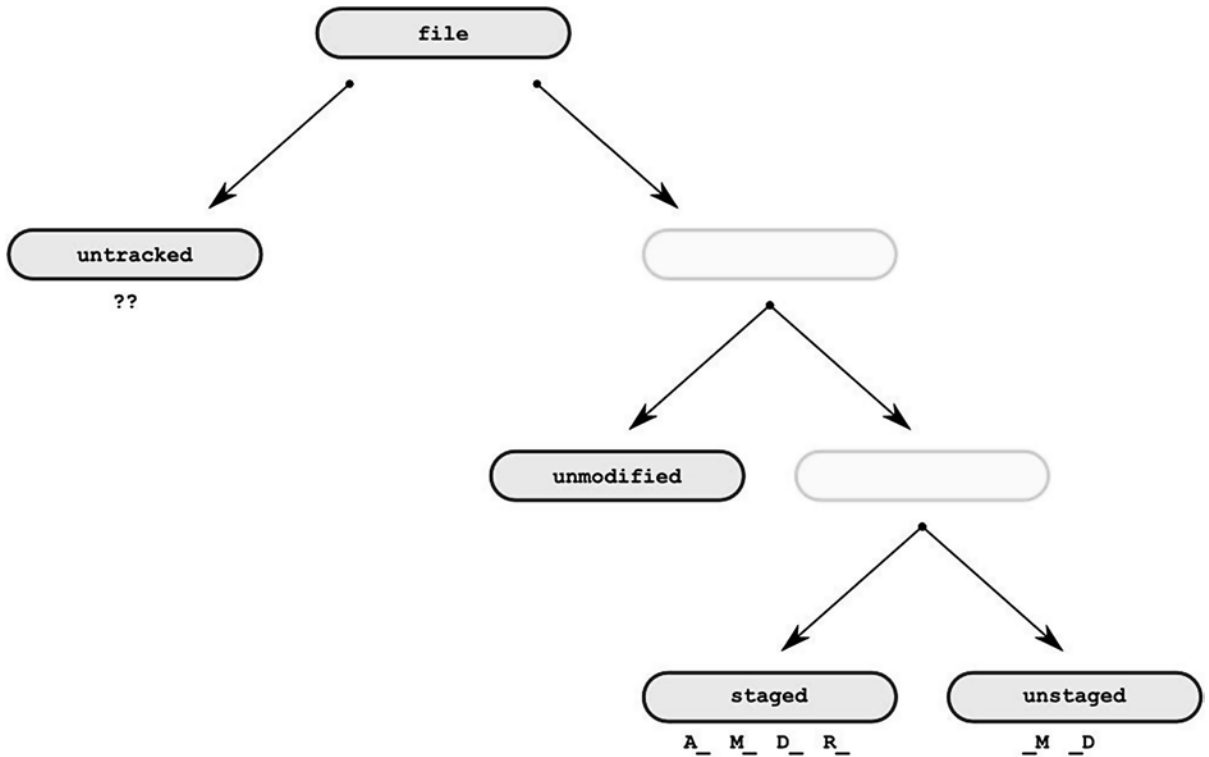 file
untracked
??
unmodified
staged
unstaged
A_ M_ D_ R_
_M _D